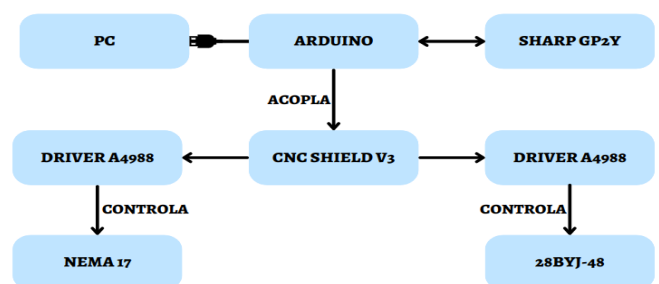 PC
ARDUINO
SHARP GP2Y
ACOPLA
DRIVER A4988
CNC SHIELD V3
DRIVER A4988
CONTROLA
CONTROLA
NEMA 17
28BYJ-48